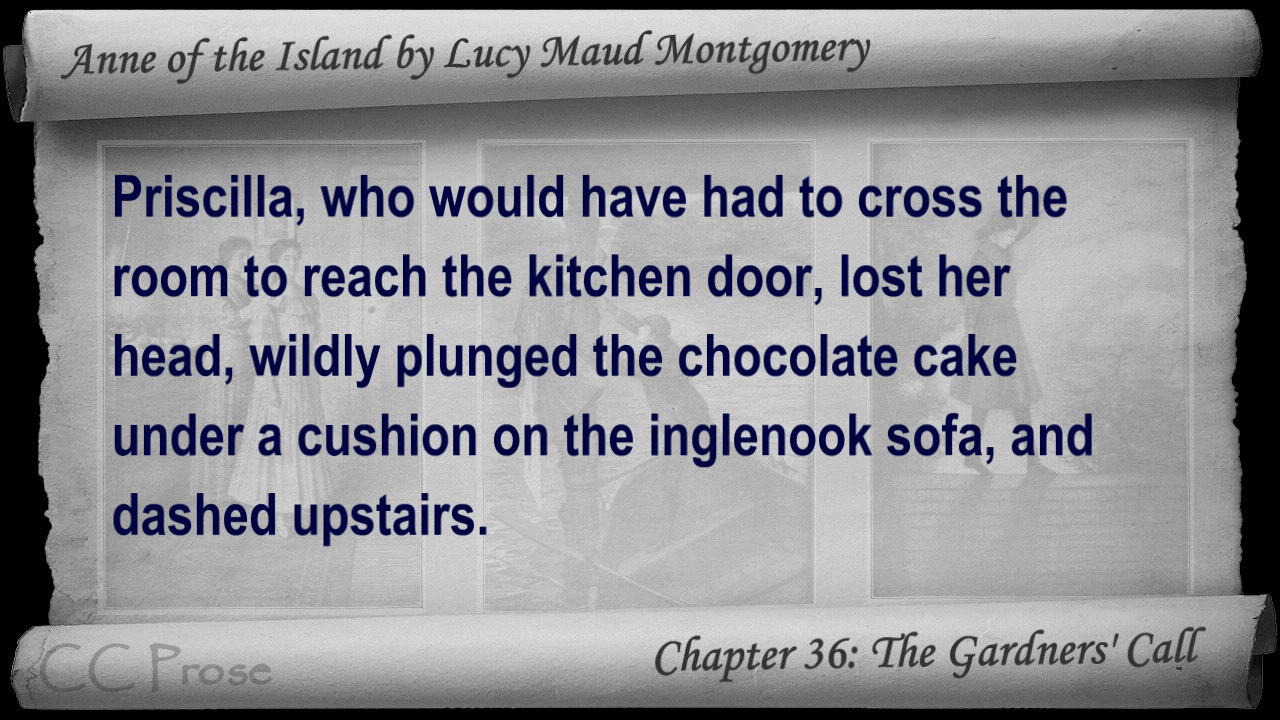 Anne of the Island by Lucy Maud Montgomery
Priscilla, who would have had to cross the
room to reach the kitchen door, lost her
head, wildly plunged the chocolate cake
under a cushion on the inglenook sofa, and
dashed upstairs.
CC Prose
Chapter 36: The Gardners' Call